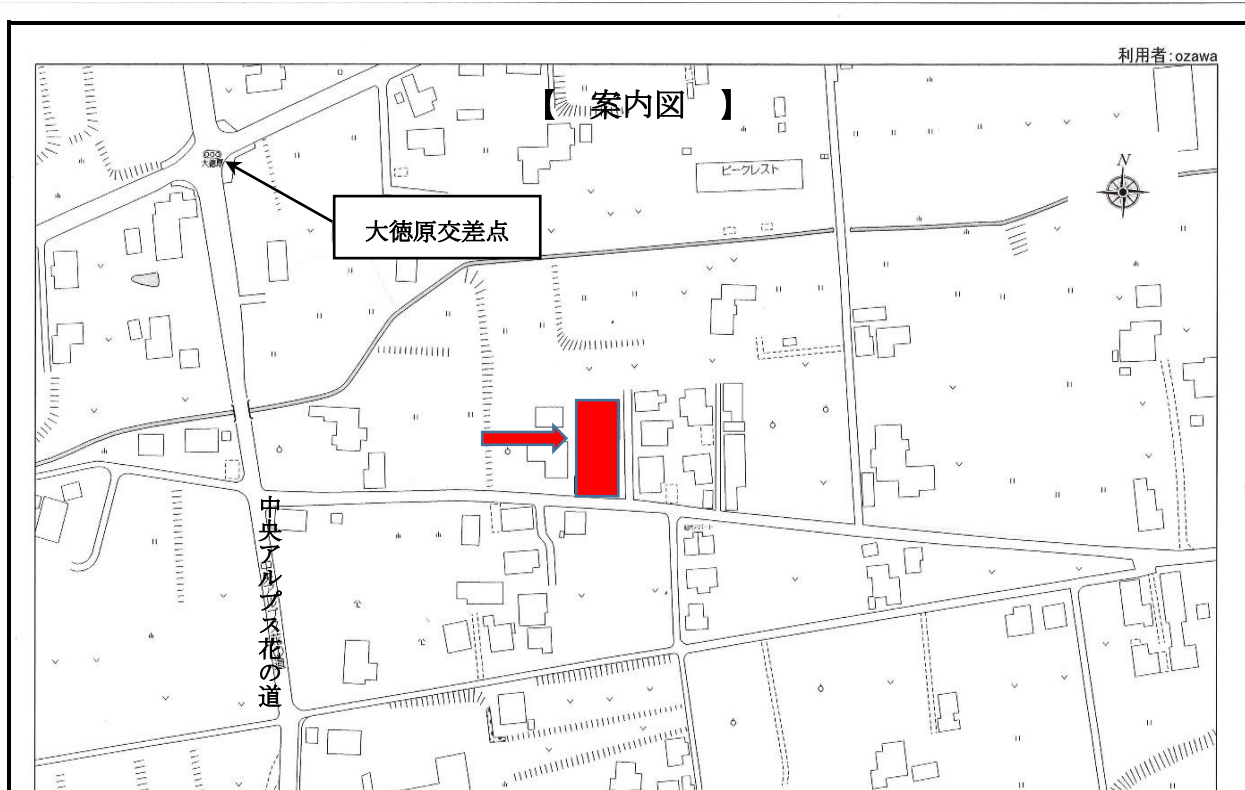 利用者:ozawa
【 案内図 】
大徳原
ピークレスト
N
大徳原交差点
中央アルプス花の道